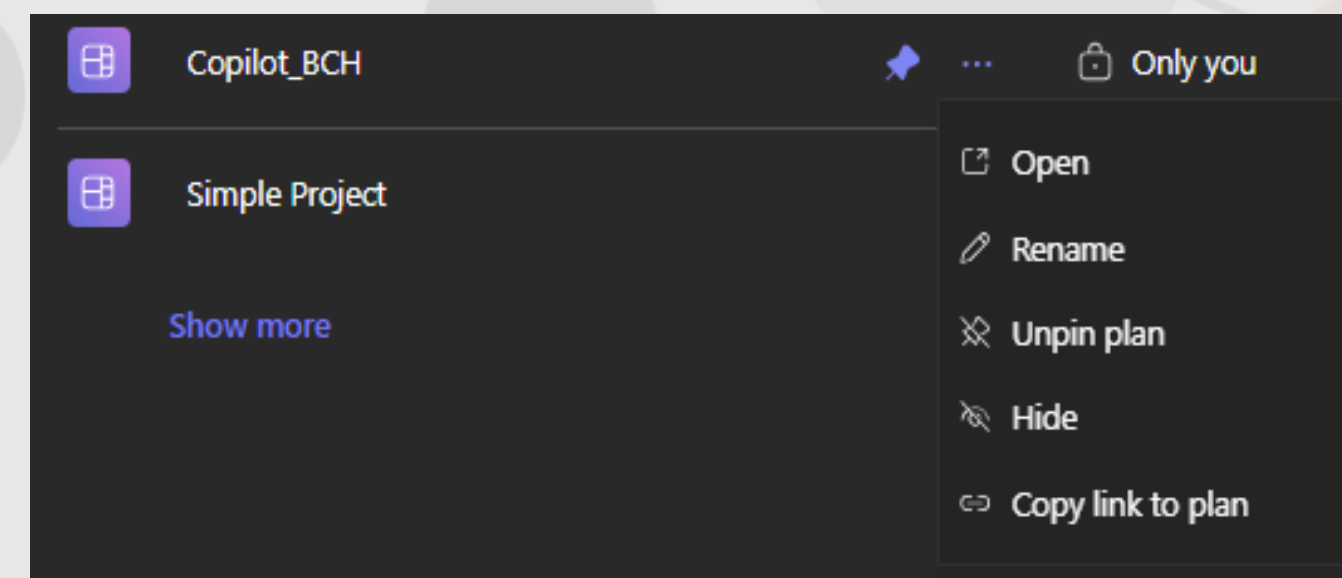 Copilot_BCH
Only you
Simple Project
Show more
Open
Rename
Unpin plan
Hide
Copy link to plan